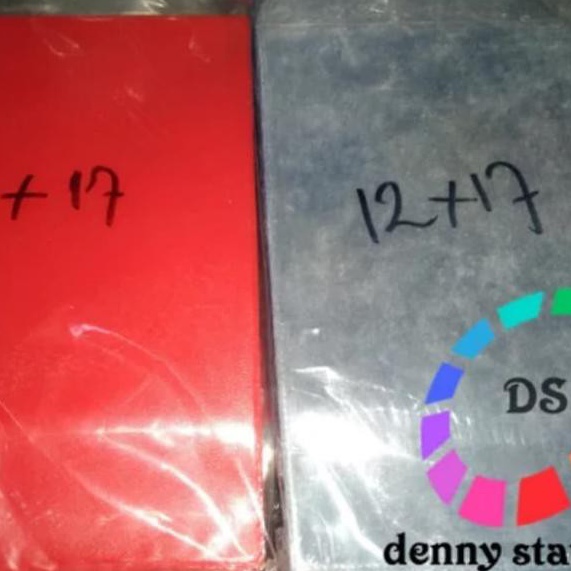 + 17
12+17
DS
denny sta